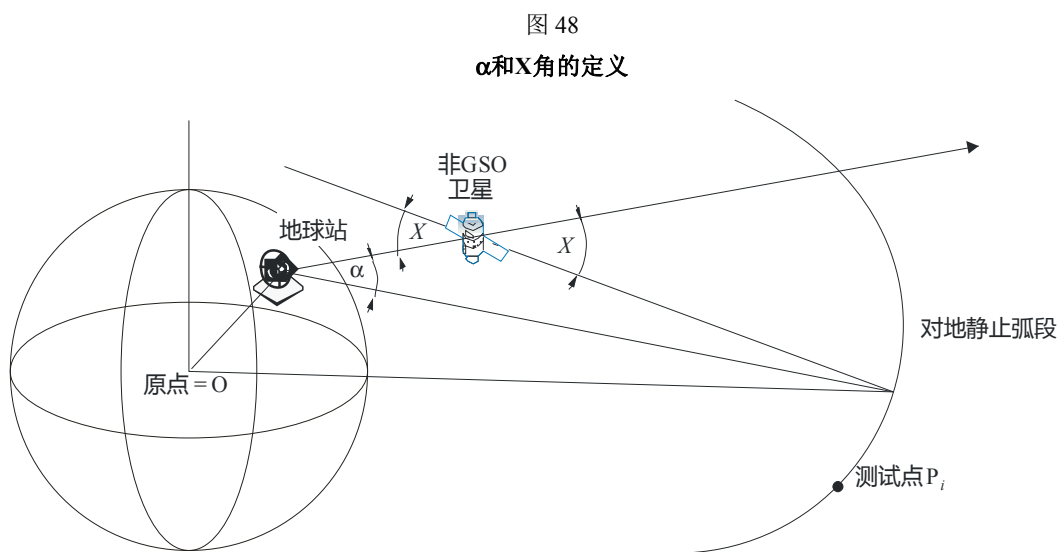 图 48
α和X角的定义
非GSO
卫星
地球站
X
X
α
对地静止弧段
原点 = O
测试点 Pi